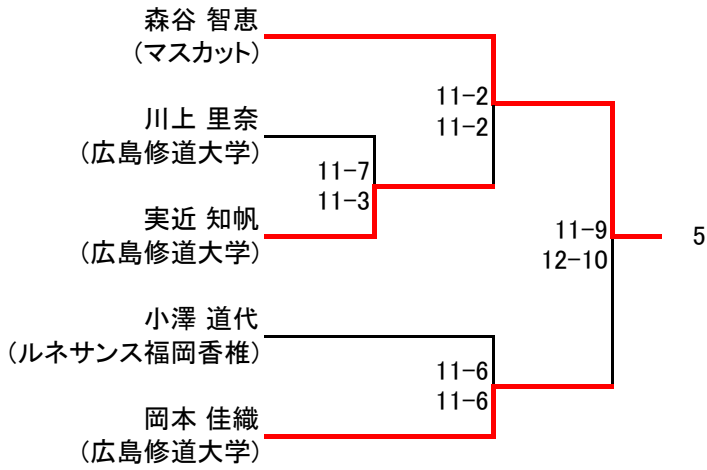 森谷 智恵
(マスカット)
11-2
11-2
川上 里奈
(広島修道大学)
11-7
11-3
実近 知帆
(広島修道大学)
11-9
12-10
5
小澤 道代
(ルネサンス福岡香椎)
11-6
11-6
岡本 佳織
(広島修道大学)